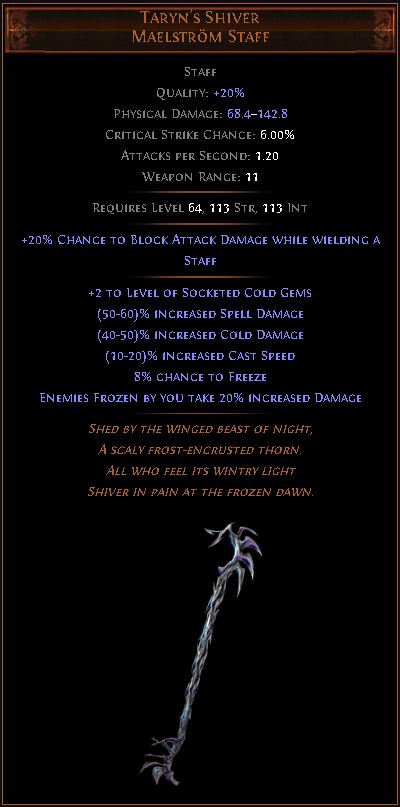 Taryn's Shiver
Maelström Staff
Staff
Quality: +20%
Physical Damage: 68.4–142.8
Critical Strike Chance: 6.00%
Attacks per Second: 1.20
Weapon Range: 11
Requires Level 64, 113 Str, 113 Int
+20% Chance to Block Attack Damage while wielding a
Staff
+2 to Level of Socketed Cold Gems
(50-60)% increased Spell Damage
(40-50)% increased Cold Damage
(10-20)% increased Cast Speed
8% chance to Freeze
Enemies Frozen by you take 20% increased Damage
Shed by the winged beast of night,
A scaly frost-encrusted thorn.
All who feel its wintry light
Shiver in pain at the frozen dawn.